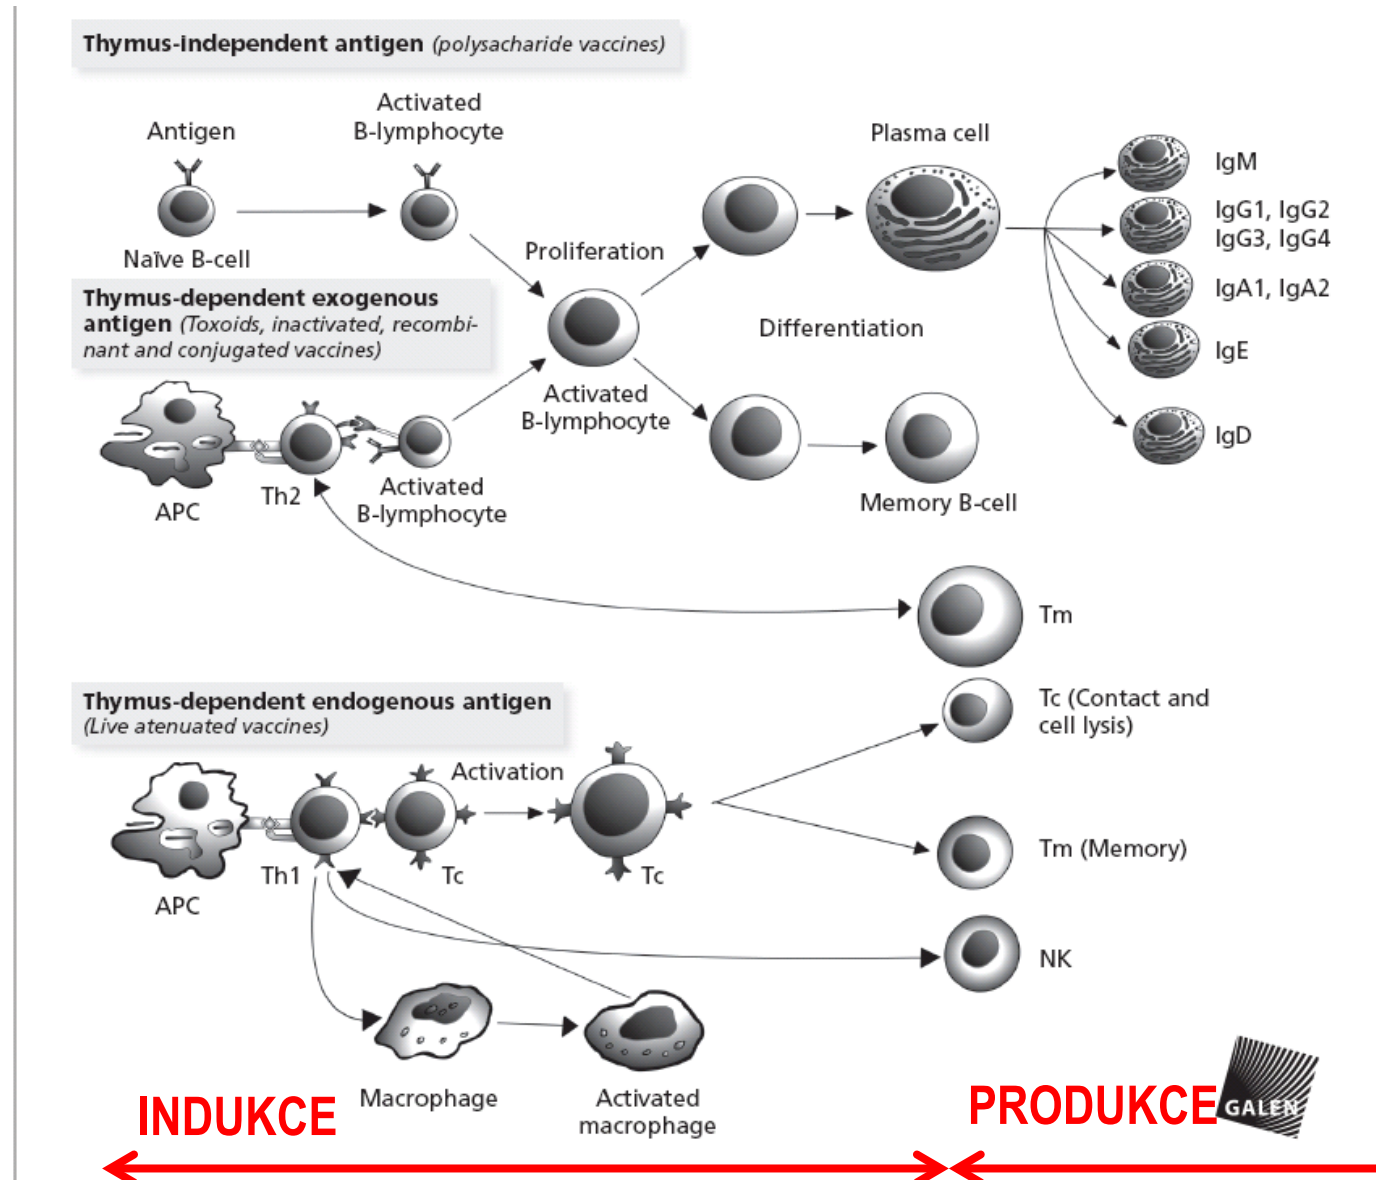 Thymus-independent antigen (polysacharide vaccines)
Antigen
Activated
B-lymphocyte
Plasma cell
IgM
IgG1, IgG2
IgG3, IgG4
IgA1, IgA2
IgE
IgD
Naïve B-cell
Proliferation
Differentiation
Thymus-dependent exogenous
antigen (Toxoids, inactivated, recombi-
nant and conjugated vaccines)
Activated
B-lymphocyte
APC
Th2
Activated
B-lymphocyte
Memory B-cell
Tm
Thymus-dependent endogenous antigen
(Live atenuated vaccines)
Activation
Tc (Contact and
cell lysis)
Tm (Memory)
APC
Th1
Tc
Tc
NK
Macrophage
Activated
macrophage
INDUKCE
PRODUKCE
GALEN